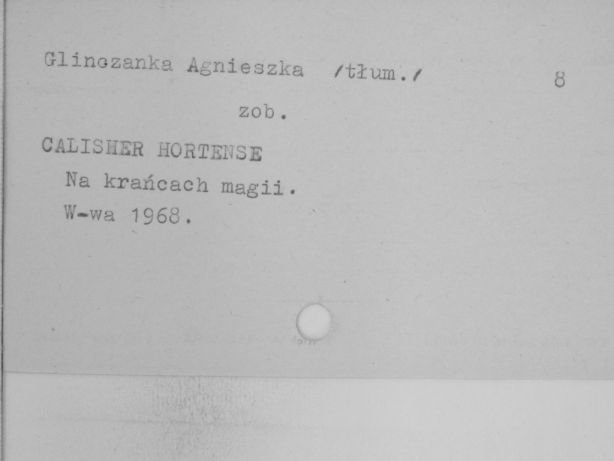 Glinczanka Agnieszka /tłum./ 8
zob.
CALISHER HORTENSE
Na krańcach magii.
W-wa 1968.